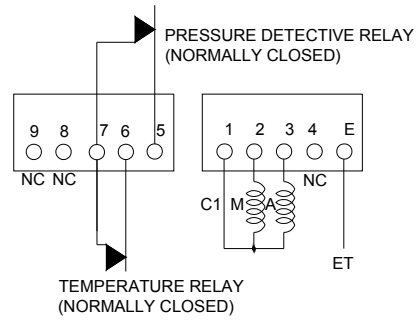 PRESSURE DETECTIVE RELAY
(NORMALLY CLOSED)
9 8 7 6 5
1 2 3 4 E
NC NC
NC
C1 M A
ET
TEMPERATURE RELAY
(NORMALLY CLOSED)